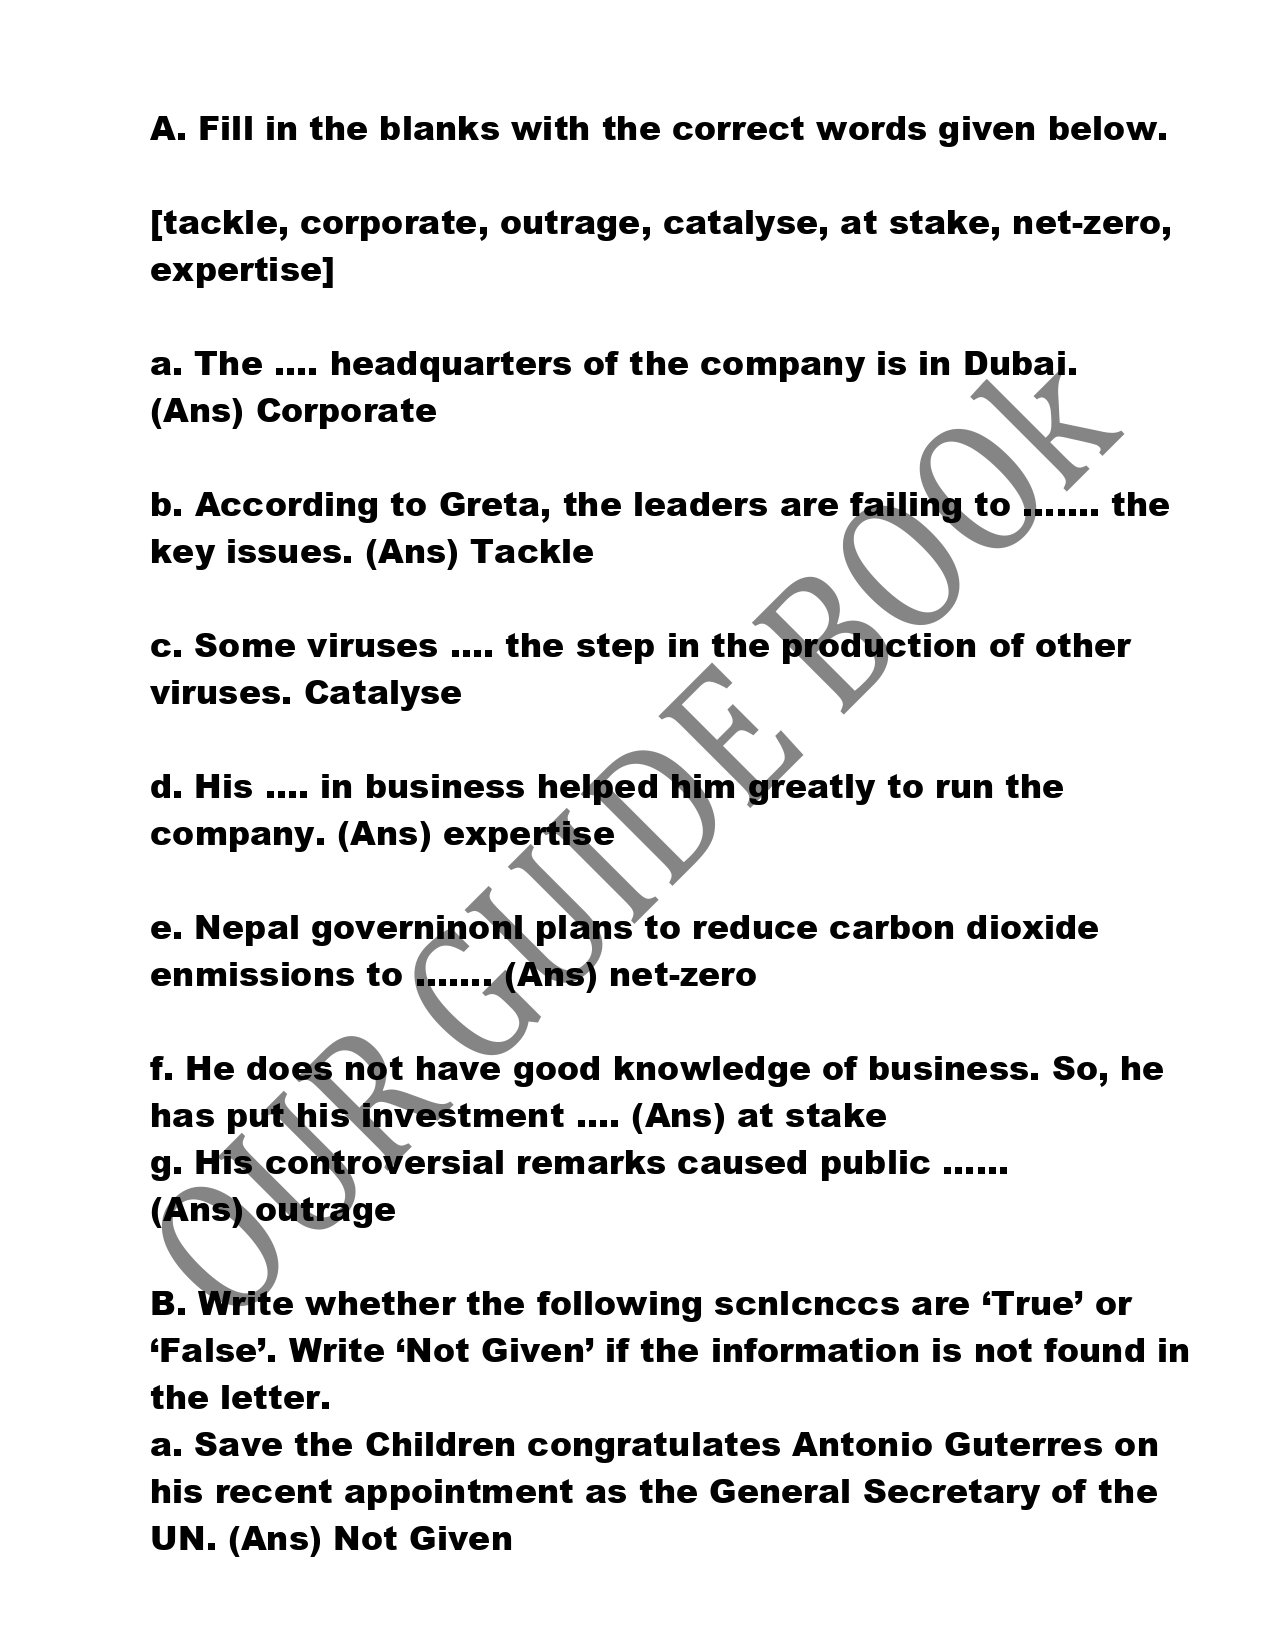 A. Fill in the blanks with the correct words given below.
[tackle, corporate, outrage, catalyse, at stake, net-zero,
expertise]
a. The .... headquarters of the company is in Dubai.
(Ans) Corporate
b. According to Greta, the leaders are failing to ....... the
key issues. (Ans) Tackle
c. Some viruses .... the step in the production of other
viruses. Catalyse
d. His .... in business helped him greatly to run the
company. (Ans) expertise
e. Nepal governinonl plans to reduce carbon dioxide
enmissions to ....... (Ans) net-zero
f. He does not have good knowledge of business. So, he
has put his investment .... (Ans) at stake
g. His controversial remarks caused public ......
(Ans) outrage
B. Write whether the following scnlcnccs are ‘True’ or
‘False’. Write ‘Not Given’ if the information is not found in
the letter.
a. Save the Children congratulates Antonio Guterres on
his recent appointment as the General Secretary of the
UN. (Ans) Not Given
OUR GUIDE BOOk